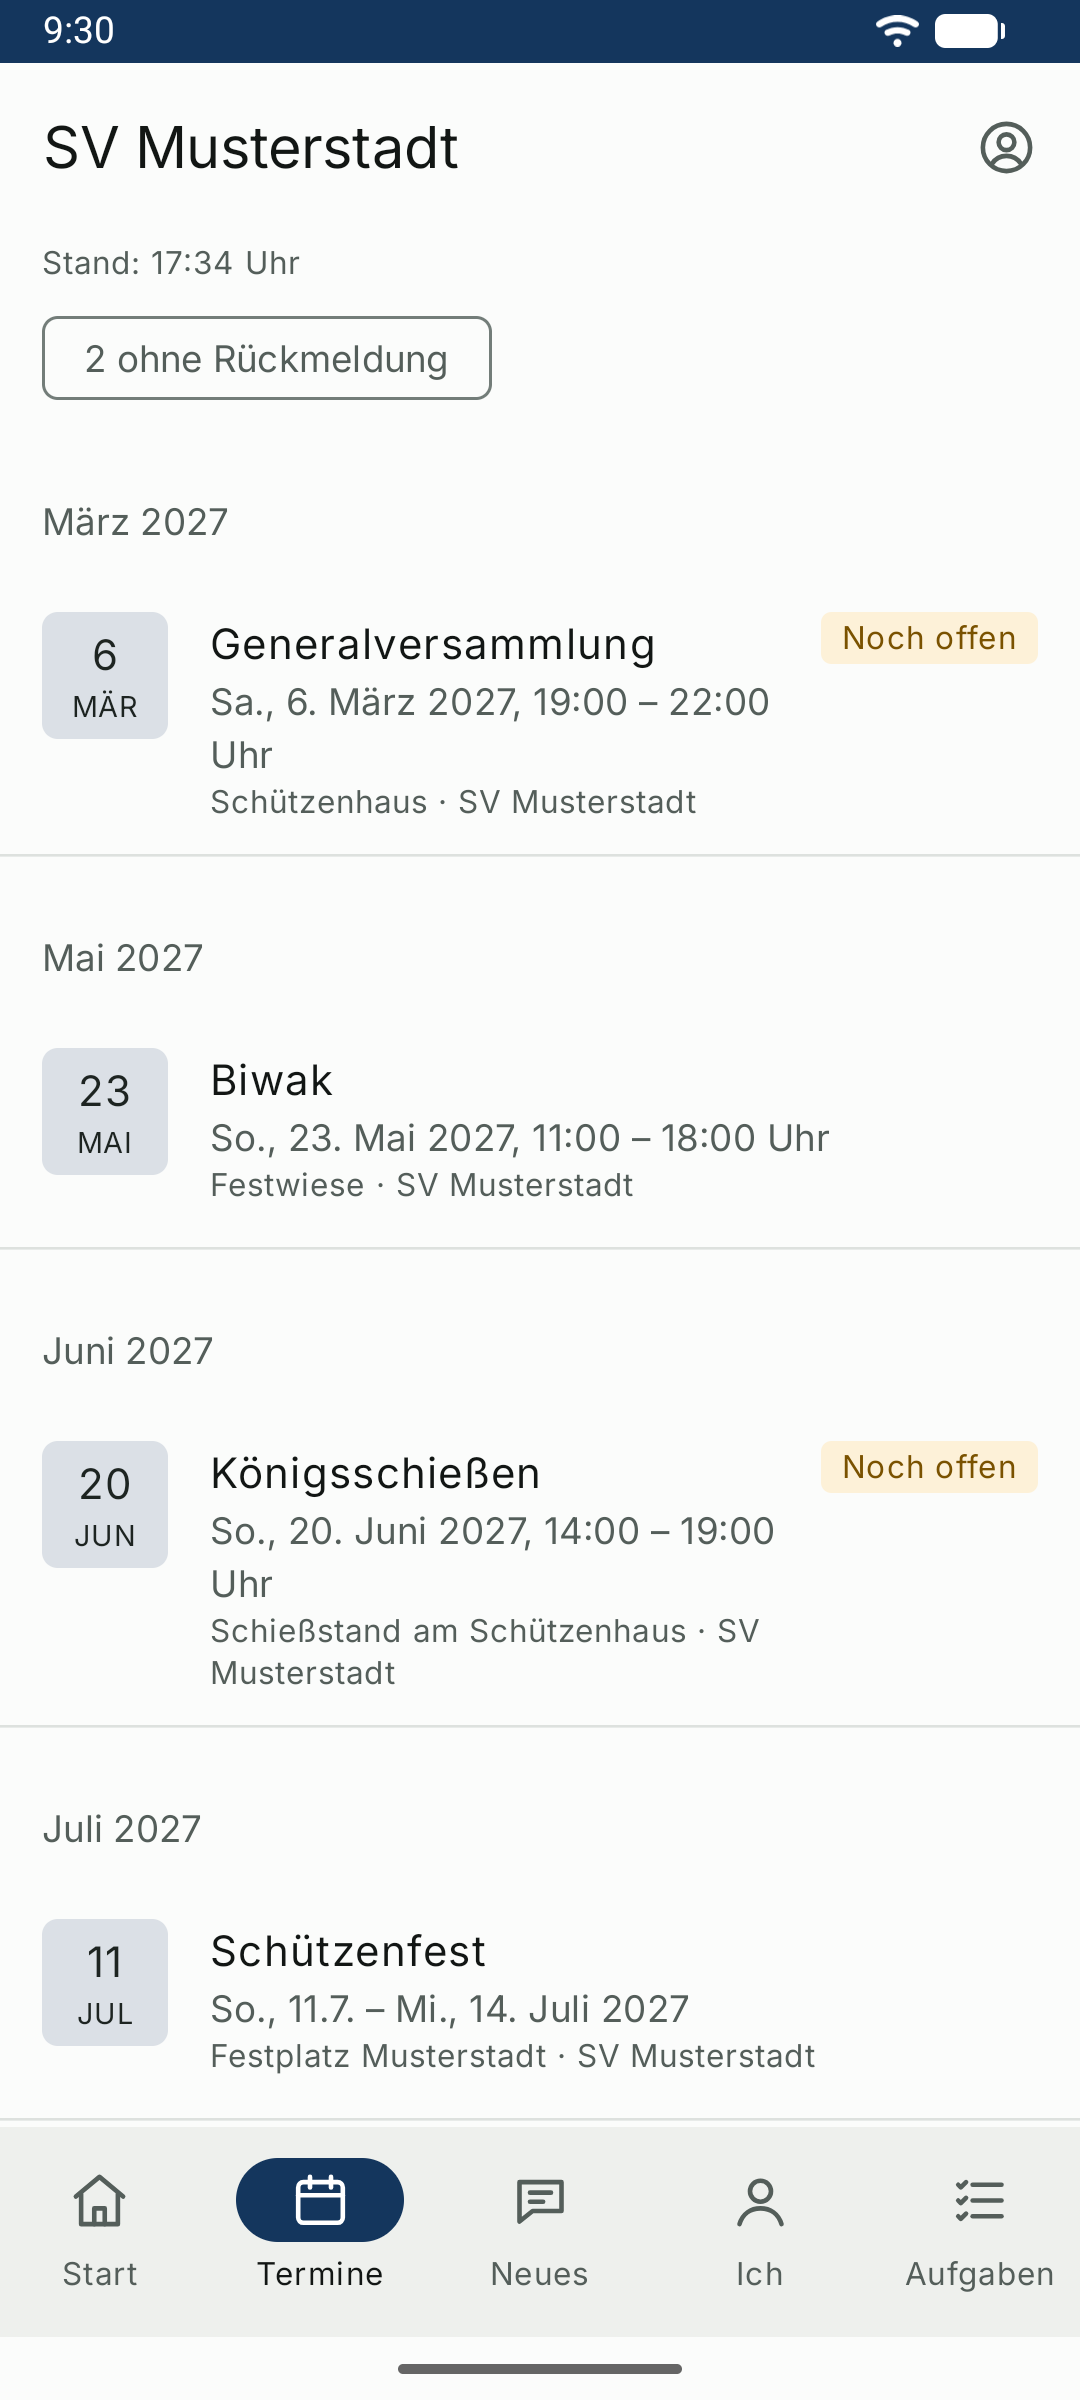 9:30
SV Musterstadt
Stand: 17:34 Uhr
2 ohne Rückmeldung
März 2027
6
MÄR
Generalversammlung
Noch offen
Sa., 6. März 2027, 19:00 – 22:00
Uhr
Schützenhaus · SV Musterstadt
Mai 2027
23
MAI
Biwak
So., 23. Mai 2027, 11:00 – 18:00 Uhr
Festwiese · SV Musterstadt
Juni 2027
20
JUN
Königsschießen
Noch offen
So., 20. Juni 2027, 14:00 – 19:00
Uhr
Schießstand am Schützenhaus · SV
Musterstadt
Juli 2027
11
JUL
Schützenfest
So., 11.7. – Mi., 14. Juli 2027
Festplatz Musterstadt · SV Musterstadt
Start
Termine
Neues
Ich
Aufgaben